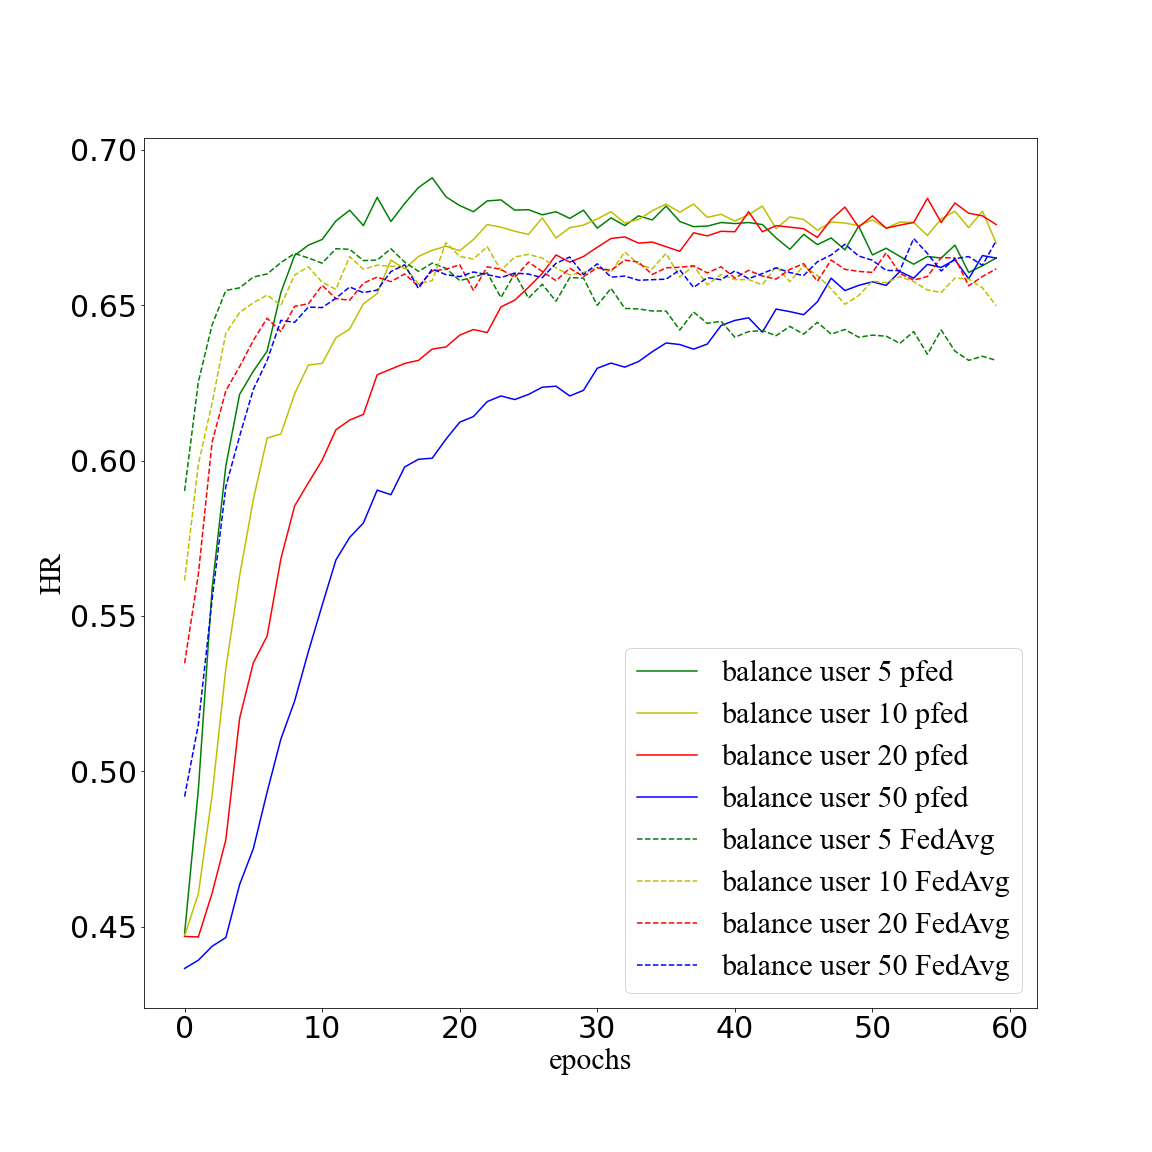 0.70
0.65
0.60
0.55
0.50
0.45
HR
balance user 5 pfed
balance user 10 pfed
balance user 20 pfed
balance user 50 pfed
balance user 5 FedAvg
balance user 10 FedAvg
balance user 20 FedAvg
balance user 50 FedAvg
0 10 20 30 40 50 60
epochs